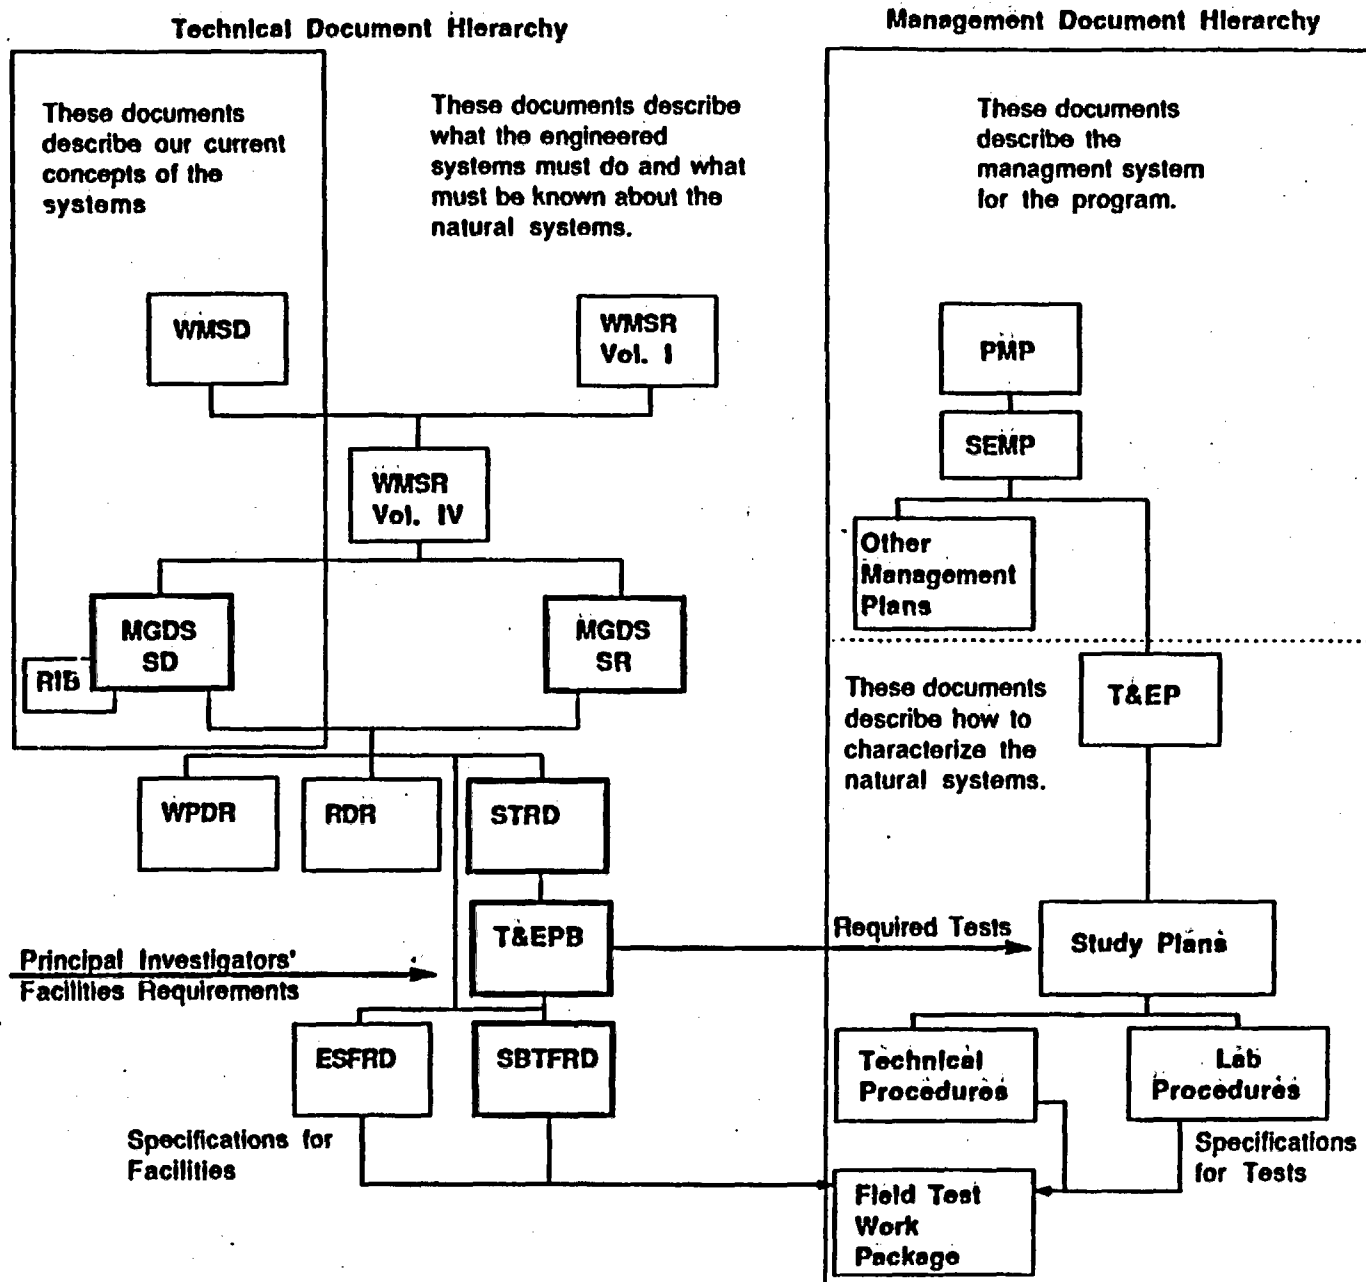 Technical Document Hierarchy
Management Document Hierarchy
These documents
describe our current
concepts of the
systems
These documents describe
what the engineered
systems must do and what
must be known about the
natural systems.
These documents
describe the
managment system
for the program.
WMSD
WMSR
Vol. I
PMP
SEMP
WMSR
Vol. IV
Other
Management
Plans
MGDS
SD
RIB
MGDS
SR
These documents
describe how to
characterize the
natural systems.
T&EP
WPDR
RDR
STRD
T&EPB
Required Tests
Study Plans
Principal Investigators'
Facilities Requirements
ESFRD
SBTFRD
Technical
Procedures
Lab
Procedures
Specifications for
Facilities
Specifications
for Tests
Field Test
Work
Package